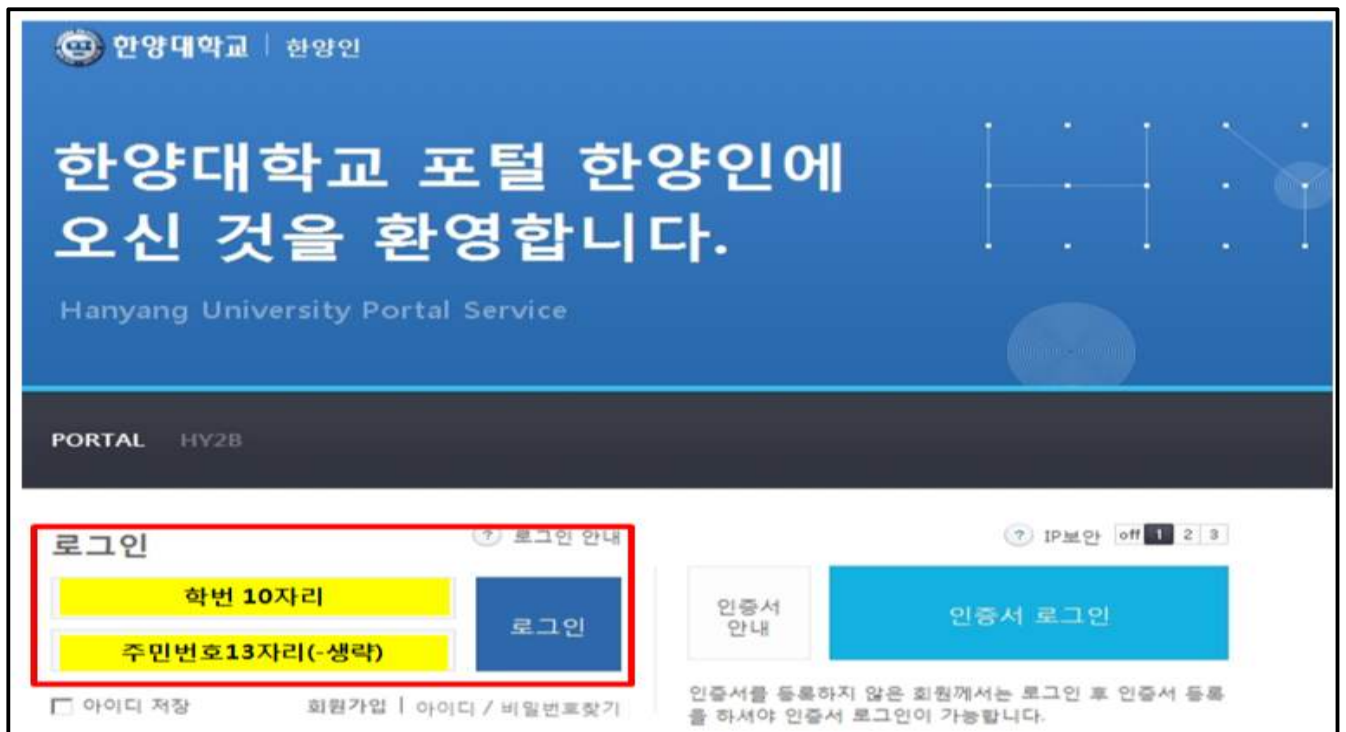 한양대학교 | 한양인
한양대학교 포털 한양인에
오신 것을 환영합니다.
Hanyang University Portal Service
PORTAL HY2B
로그인
? 로그인 안내
학번 10자리
주민번호13자리(-생략)
로그인
아이디 저장
회원가입 | 아이디 / 비밀번호찾기
? IP보안 off 1 2 3
인증서
안내
인증서 로그인
인증서를 등록하지 않은 회원께서는 로그인 후 인증서 등록
을 하셔야 인증서 로그인이 가능합니다.